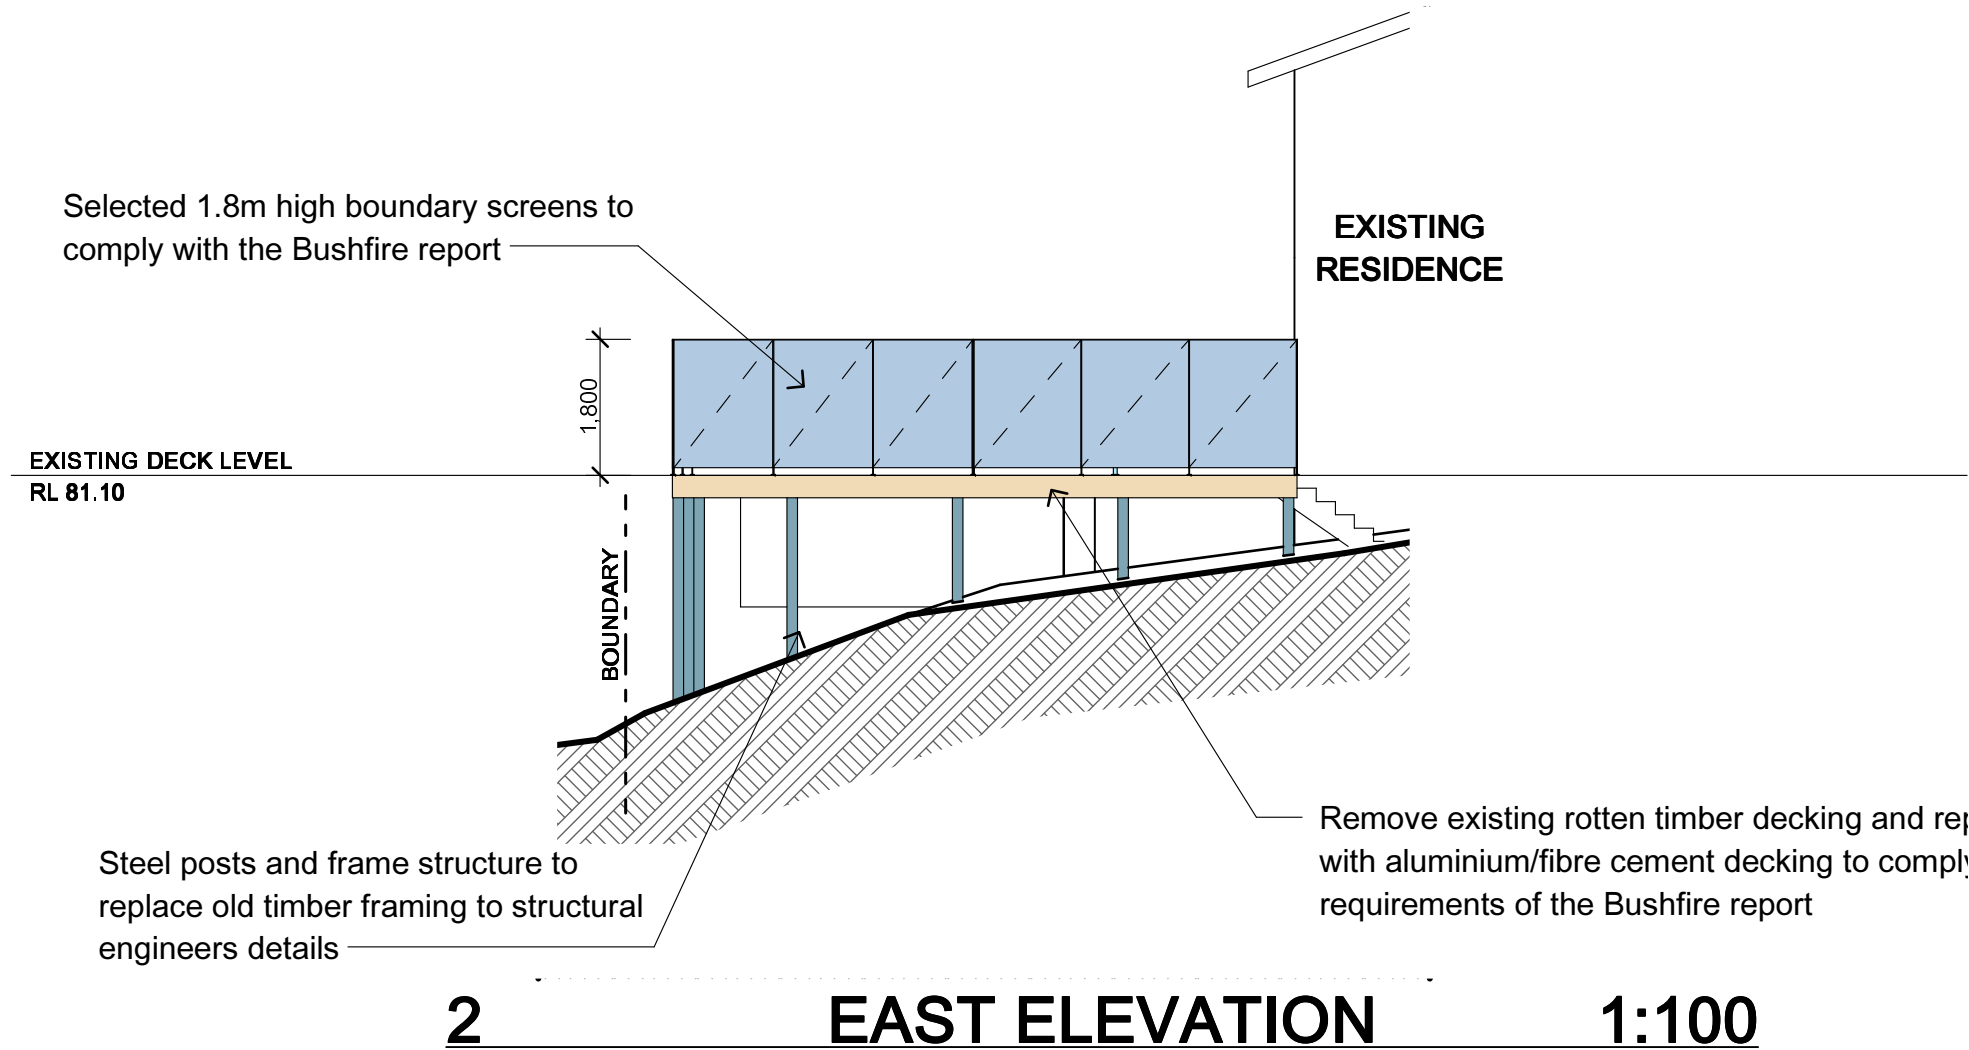 Selected 1.8m high boundary screens to
comply with the Bushfire report
EXISTING
RESIDENCE
1,800
EXISTING DECK LEVEL
RL 81.10
BOUNDARY
Remove existing rotten timber decking and
with aluminium/fibre cement decking to comply
requirements of the Bushfire report
Steel posts and frame structure to
replace old timber framing to structural
engineers details
2 EAST ELEVATION 1:100